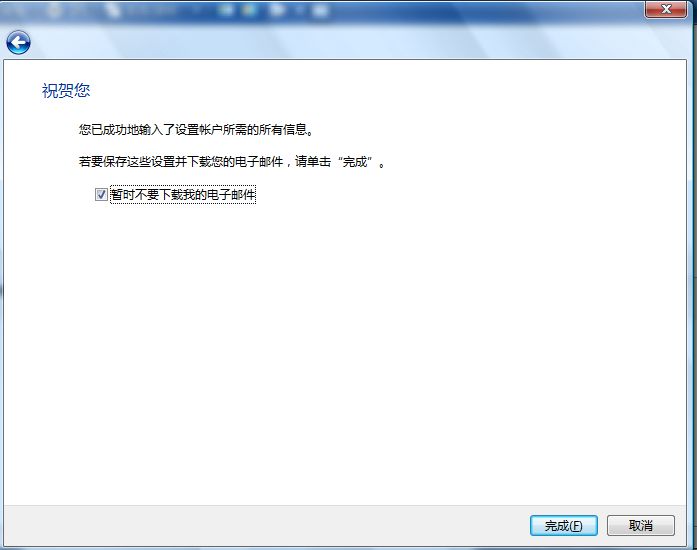 祝贺您
您已成功地输入了设置帐户所需的所有信息。
若要保存这些设置并下载您的电子邮件，请单击“完成”。
暂时不要下载我的电子邮件
完成(F)
取消